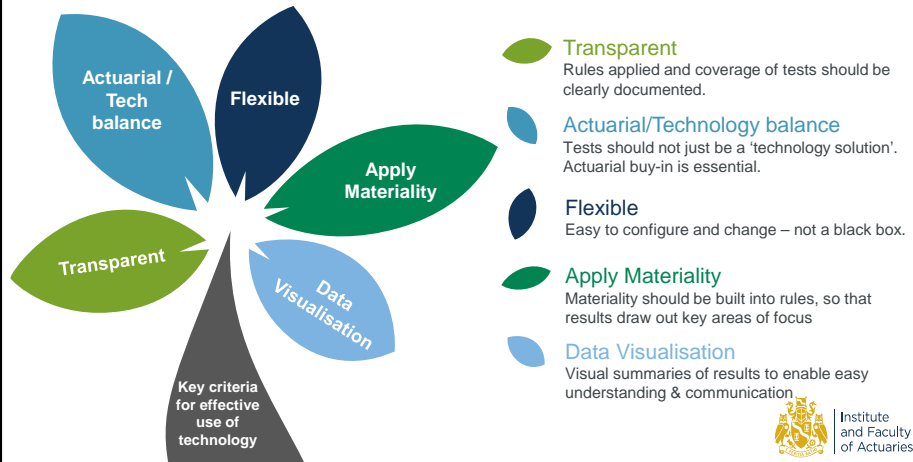 Actuarial /
Tech
balance
Flexible
Apply
Materiality
Transparent
Data
Visualisation
Key criteria
for effective
use of
technology
Transparent
Rules applied and coverage of tests should be
clearly documented.
Actuarial/Technology balance
Tests should not just be a ‘technology solution’.
Actuarial buy-in is essential.
Flexible
Easy to configure and change – not a black box.
Apply Materiality
Materiality should be built into rules, so that
results draw out key areas of focus
Data Visualisation
Visual summaries of results to enable easy
understanding & communication
Institute
and Faculty
of Actuaries